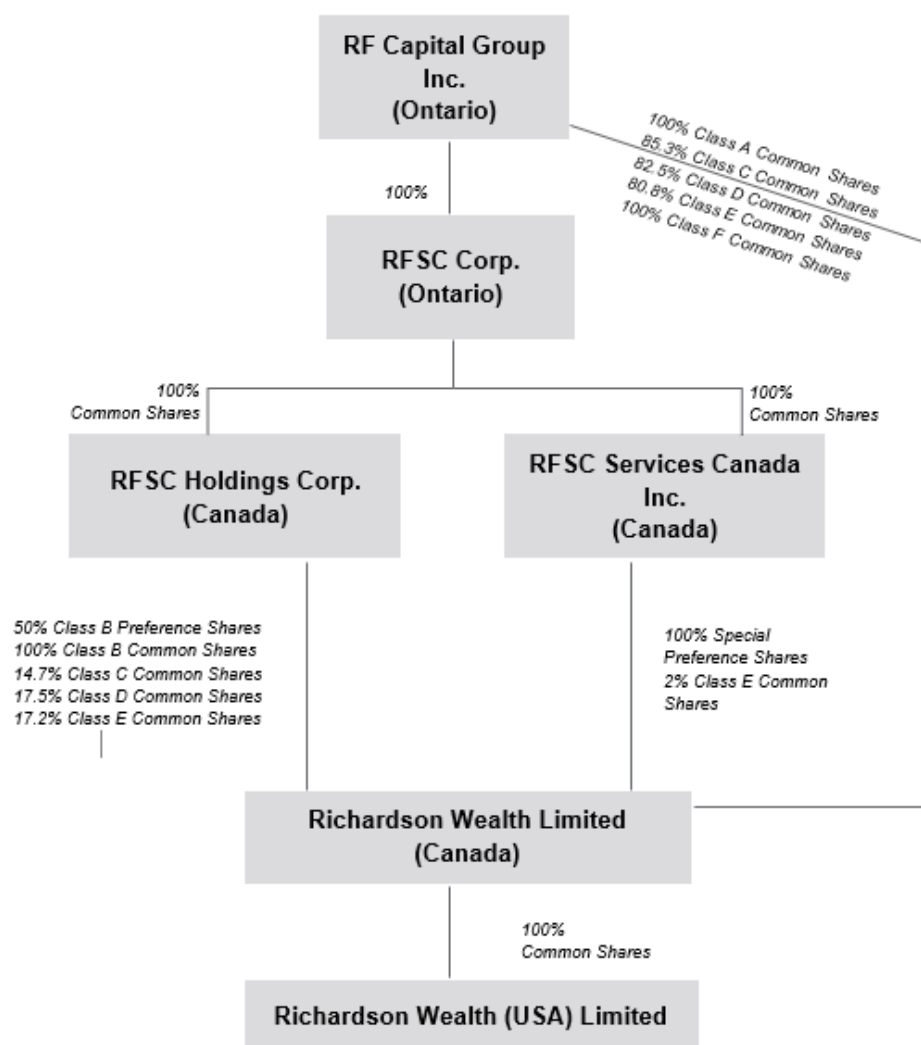 RF Capital Group
Inc.
(Ontario)
100% Class A Common Shares
85.3% Class C Common Shares
82.5% Class D Common Shares
80.8% Class E Common Shares
100% Class F Common Shares
100%
RFSC Corp.
(Ontario)
100%
Common Shares
100%
Common Shares
RFSC Holdings Corp.
(Canada)
RFSC Services Canada
Inc.
(Canada)
50% Class B Preference Shares
100% Class B Common Shares
14.7% Class C Common Shares
17.5% Class D Common Shares
17.2% Class E Common Shares
100% Special
Preference Shares
2% Class E Common
Shares
Richardson Wealth Limited
(Canada)
100%
Common Shares
Richardson Wealth (USA) Limited